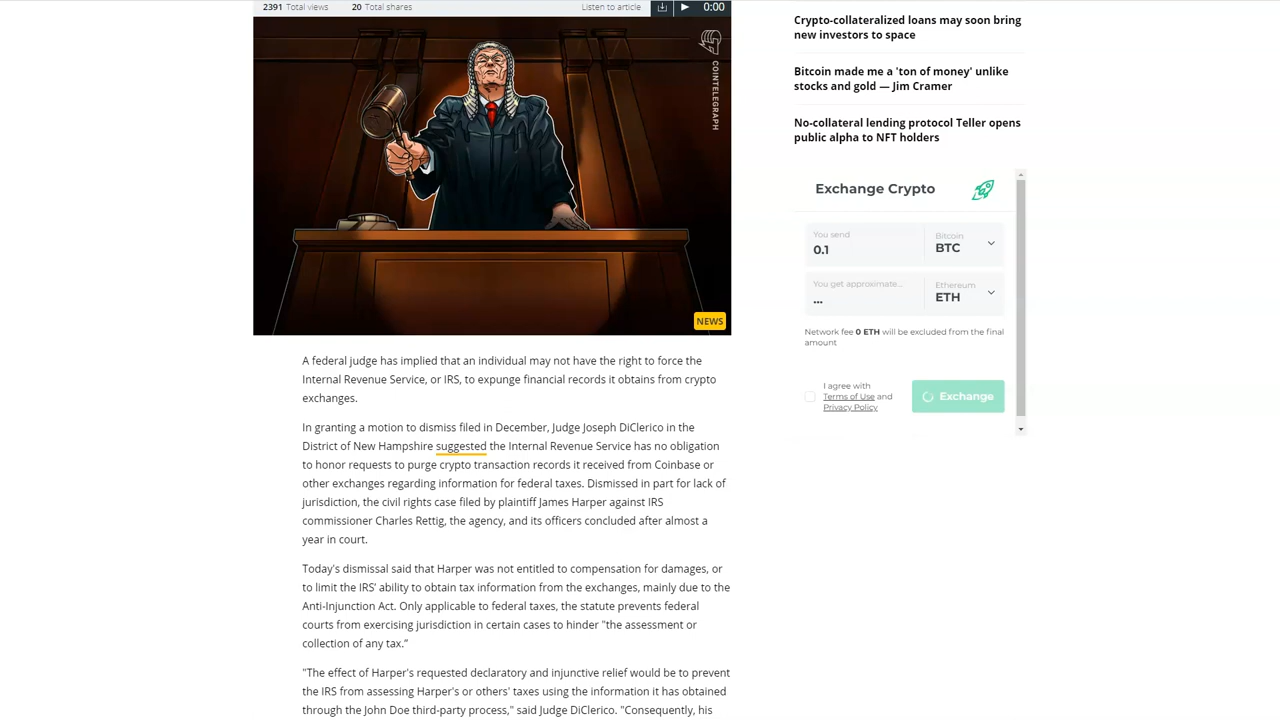 2391 Total views
20 Total shares
Listen to article
0:00
COINTELEGRAPH
NEWS
A federal judge has implied that an individual may not have the right to force the
Internal Revenue Service, or IRS, to expunge financial records it obtains from crypto
exchanges.
In granting a motion to dismiss filed in December, Judge Joseph DiClerico in the
District of New Hampshire suggested the Internal Revenue Service has no obligation
to honor requests to purge crypto transaction records it received from Coinbase or
other exchanges regarding information for federal taxes. Dismissed in part for lack of
jurisdiction, the civil rights case filed by plaintiff James Harper against IRS
commissioner Charles Rettig, the agency, and its officers concluded after almost a
year in court.
Today's dismissal said that Harper was not entitled to compensation for damages, or
to limit the IRS' ability to obtain tax information from the exchanges, mainly due to the
Anti-Injunction Act. Only applicable to federal taxes, the statute prevents federal
courts from exercising jurisdiction in certain cases to hinder "the assessment or
collection of any tax."
"The effect of Harper's requested declaratory and injunctive relief would be to prevent
the IRS from assessing Harper's or others' taxes using the information it has obtained
through the John Doe third-party process," said Judge DiClerico. "Consequently, his
Crypto-collateralized loans may soon bring
new investors to space
Bitcoin made me a 'ton of money' unlike
stocks and gold — Jim Cramer
No-collateral lending protocol Teller opens
public alpha to NFT holders
Exchange Crypto
You send
0.1
Bitcoin
BTC
You get approximate...
...
Ethereum
ETH
Network fee 0 ETH will be excluded from the final
amount
I agree with
Terms of Use and
Privacy Policy
Exchange